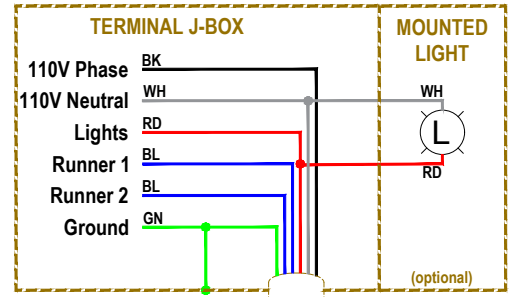 TERMINAL J-BOX
MOUNTED
LIGHT
110V Phase BK
110V Neutral WH
WH
Lights RD
L
Runner 1 BL
RD
Runner 2 BL
Ground GN
(optional)